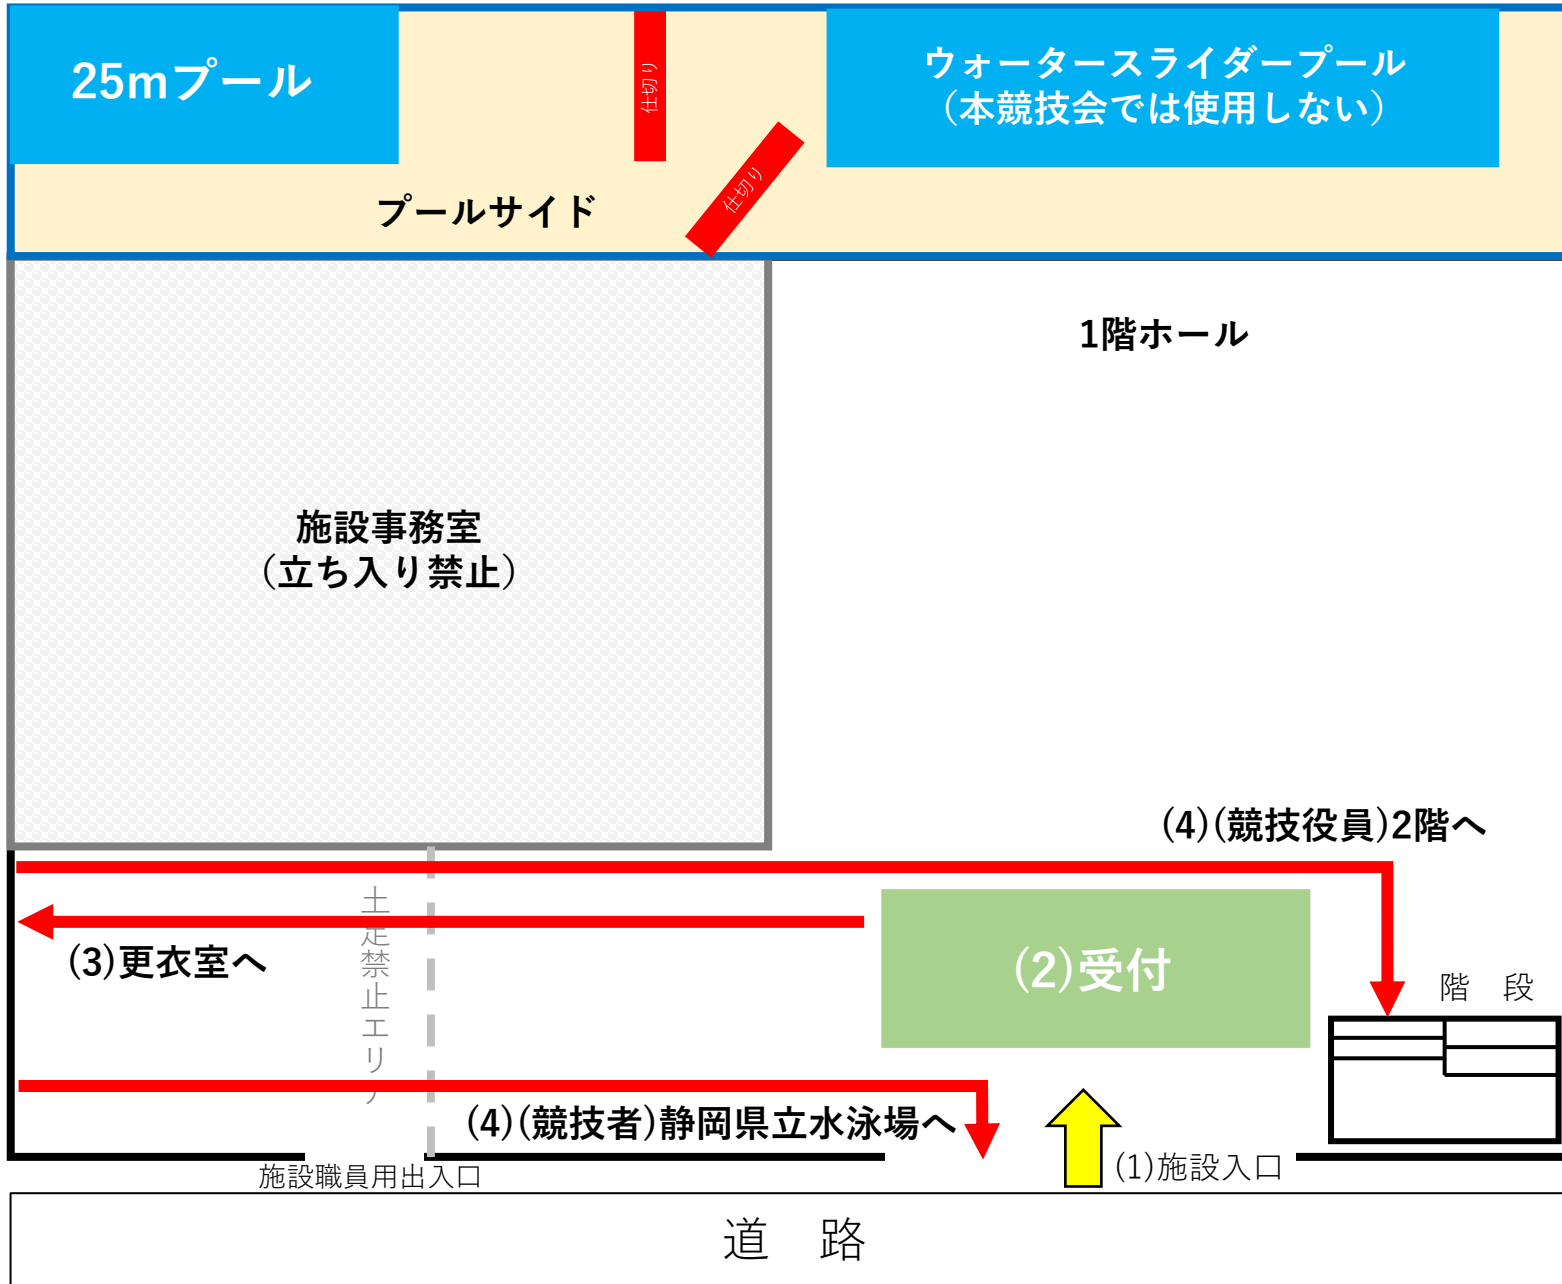 25mプール
仕切り
ウォータースライダープール
(本競技会では使用しない)
仕切り
プールサイド
1階ホール
施設事務室
(立ち入り禁止)
(4)(競技役員)2階へ
土足禁止エリア
(3)更衣室へ
(2)受付
階　段
(4)(競技者)静岡県立水泳場へ
(1)施設入口
施設職員用出入口
道　路